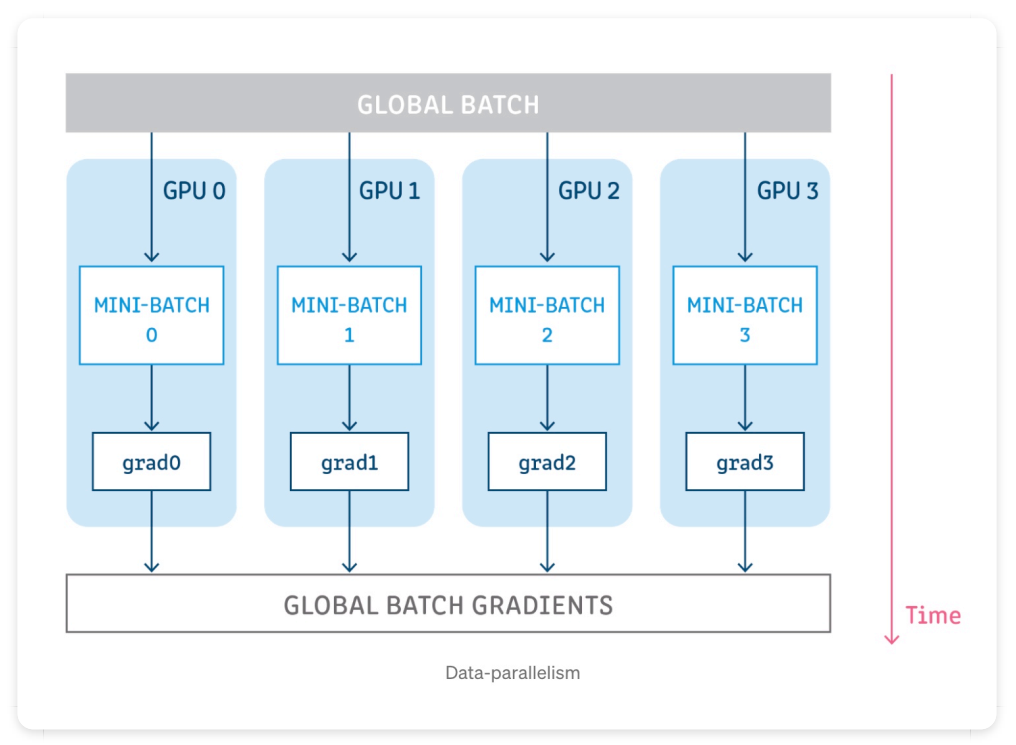 GLOBAL BATCH
GPU 0
GPU 1
GPU 2
GPU 3
MINI-BATCH
0
MINI-BATCH
1
MINI-BATCH
2
MINI-BATCH
3
grad0
grad1
grad2
grad3
GLOBAL BATCH GRADIENTS
Time
Data-parallelism